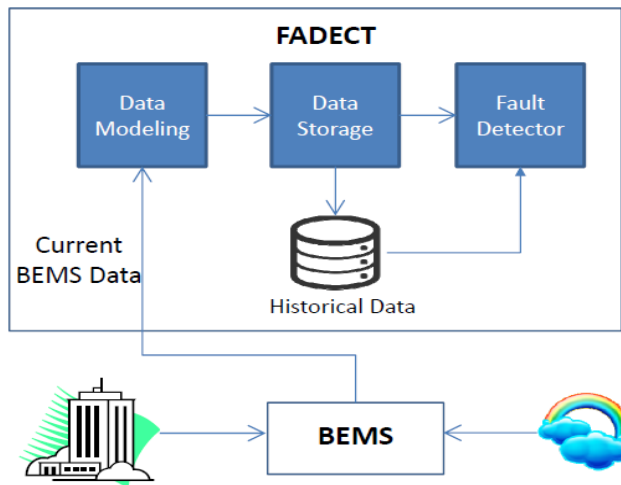 FADECT
Data
Modeling
Data
Storage
Fault
Detector
Current
BEMS Data
Historical Data
BEMS